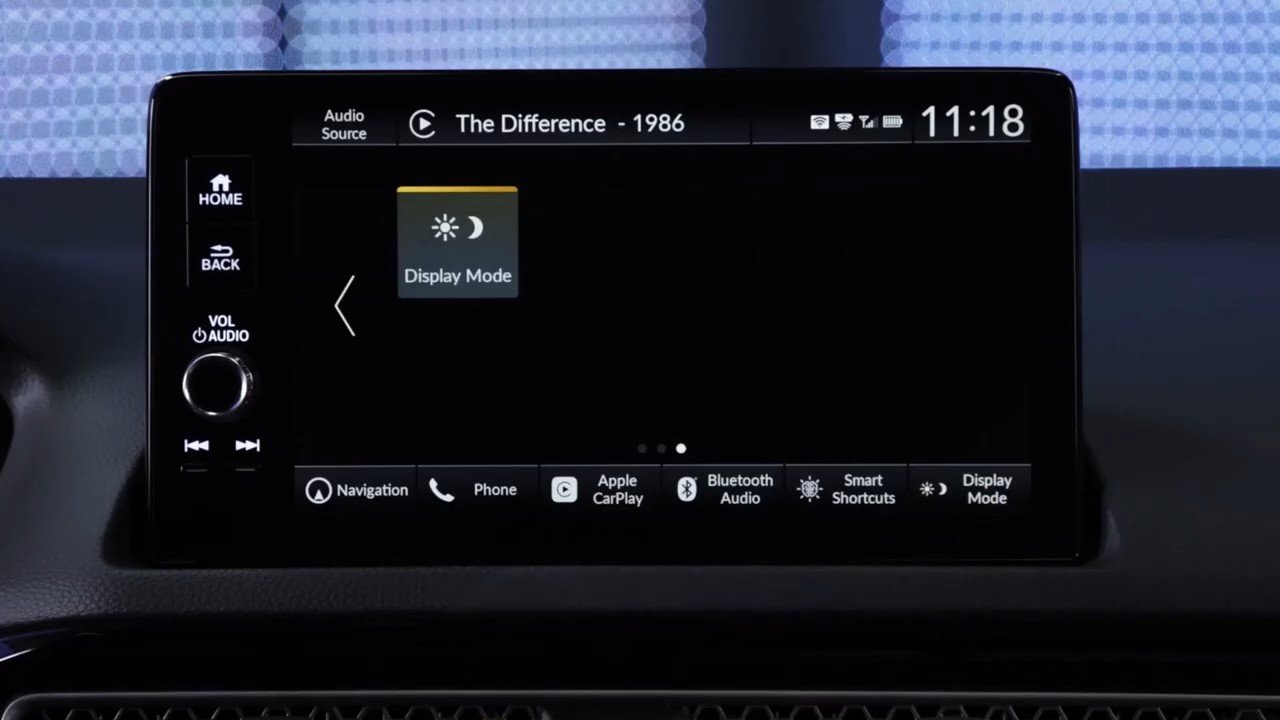 Audio
Source
The Difference - 1986
11:18
HOME
BACK
VOL
AUDIO
Display Mode
Navigation
Phone
Apple
CarPlay
Bluetooth
Audio
Smart
Shortcuts
Display
Mode